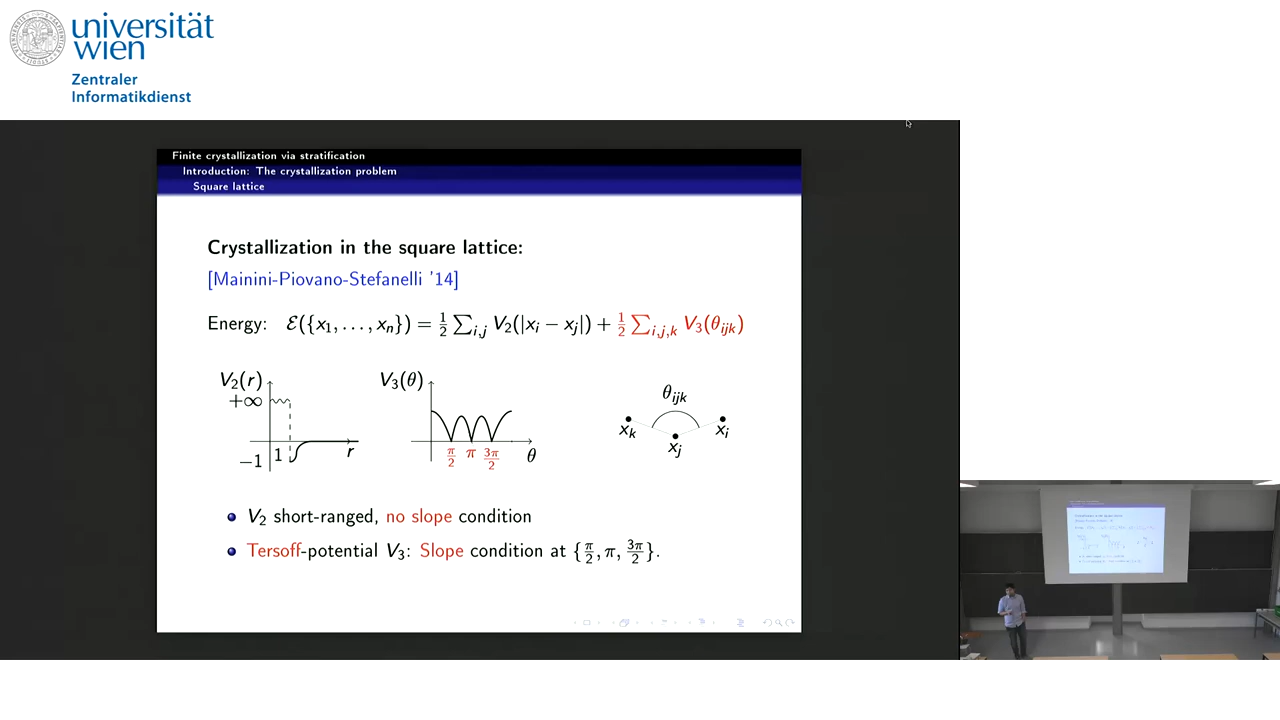 universität
wien
Zentraler
Informatikdienst
Finite crystallization via stratification
Introduction: The crystallization problem
Square lattice
Crystallization in the square lattice:
[Mainini-Piovano-Stefanelli '14]
Energy: ℰ({x₁, . . . , xₙ}) = ½ ∑ᵢ,ⱼ V₂(|xᵢ − xⱼ|) + ½ ∑ᵢ,ⱼ,ₖ V₃(θᵢⱼₖ)
V₂(r)
+∞
−1
1
r
V₃(θ)
π/2 π 3π/2
θ
θᵢⱼₖ
xₖ
xⱼ
xᵢ
V₂ short-ranged, no slope condition
Tersoff-potential V₃: Slope condition at {π/2, π, 3π/2}.